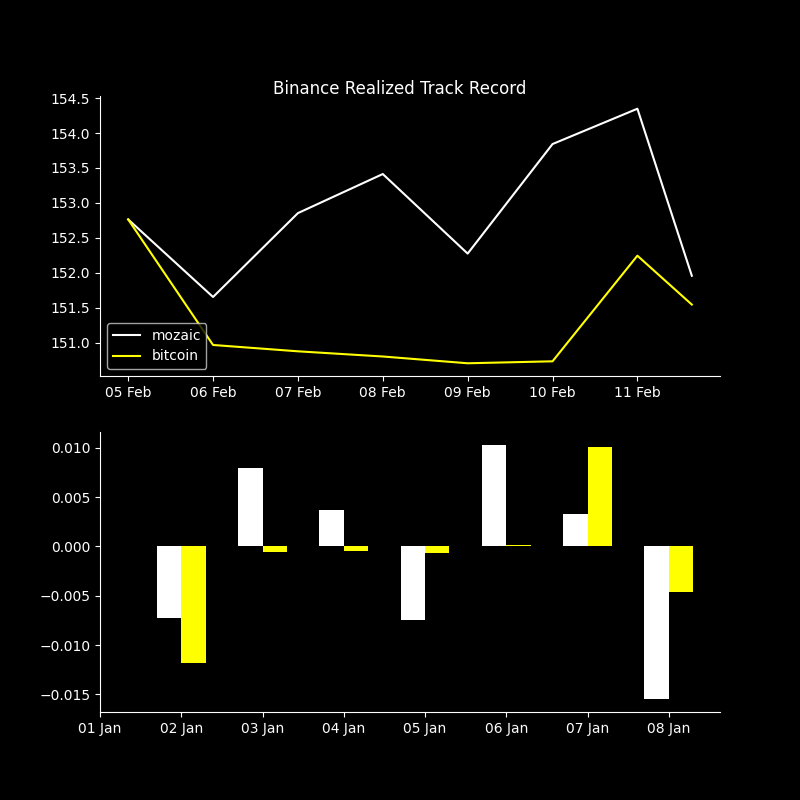 Binance Realized Track Record
154.5
154.0
153.5
153.0
152.5
152.0
151.5
151.0
mozaic
bitcoin
05 Feb 06 Feb 07 Feb 08 Feb 09 Feb 10 Feb 11 Feb
0.010
0.005
0.000
−0.005
−0.010
−0.015
01 Jan 02 Jan 03 Jan 04 Jan 05 Jan 06 Jan 07 Jan 08 Jan